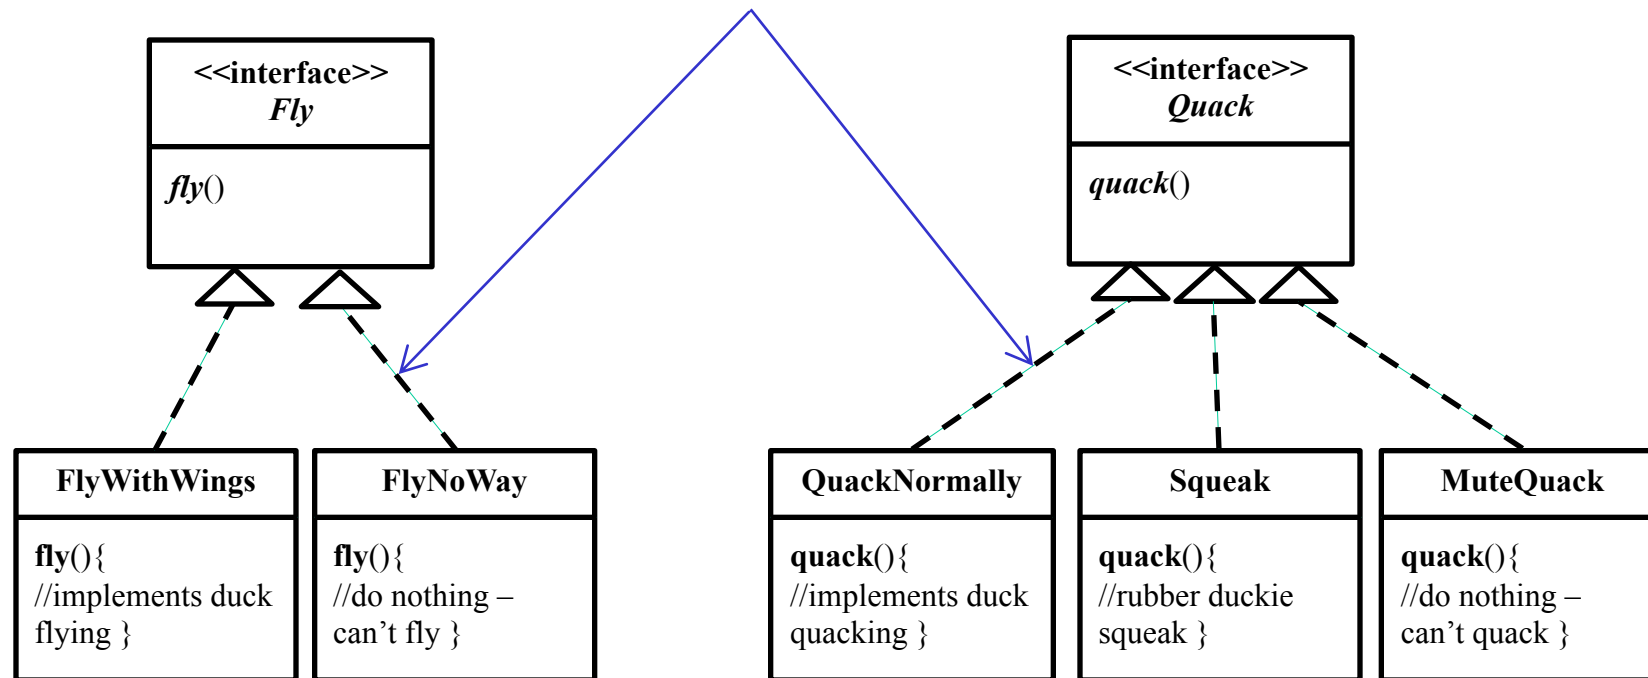 <<interface>>
Fly
fly()
<<interface>>
Quack
quack()
FlyWithWings
fly(){
//implements duck
flying }
FlyNoWay
fly(){
//do nothing –
can’t fly }
QuackNormally
quack(){
//implements duck
quacking }
Squeak
quack(){
//rubber duckie
squeak }
MuteQuack
quack(){
//do nothing –
can’t quack }